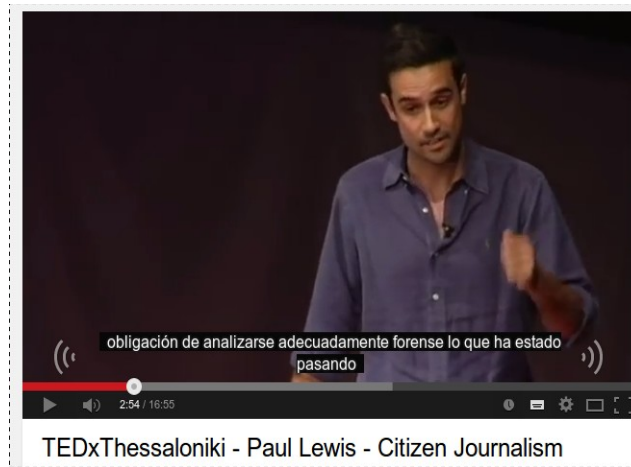 obligación de analizarse adecuadamente forense lo que ha estado
pasando
2:54 / 16:55
TEDxThessaloniki - Paul Lewis - Citizen Journalism